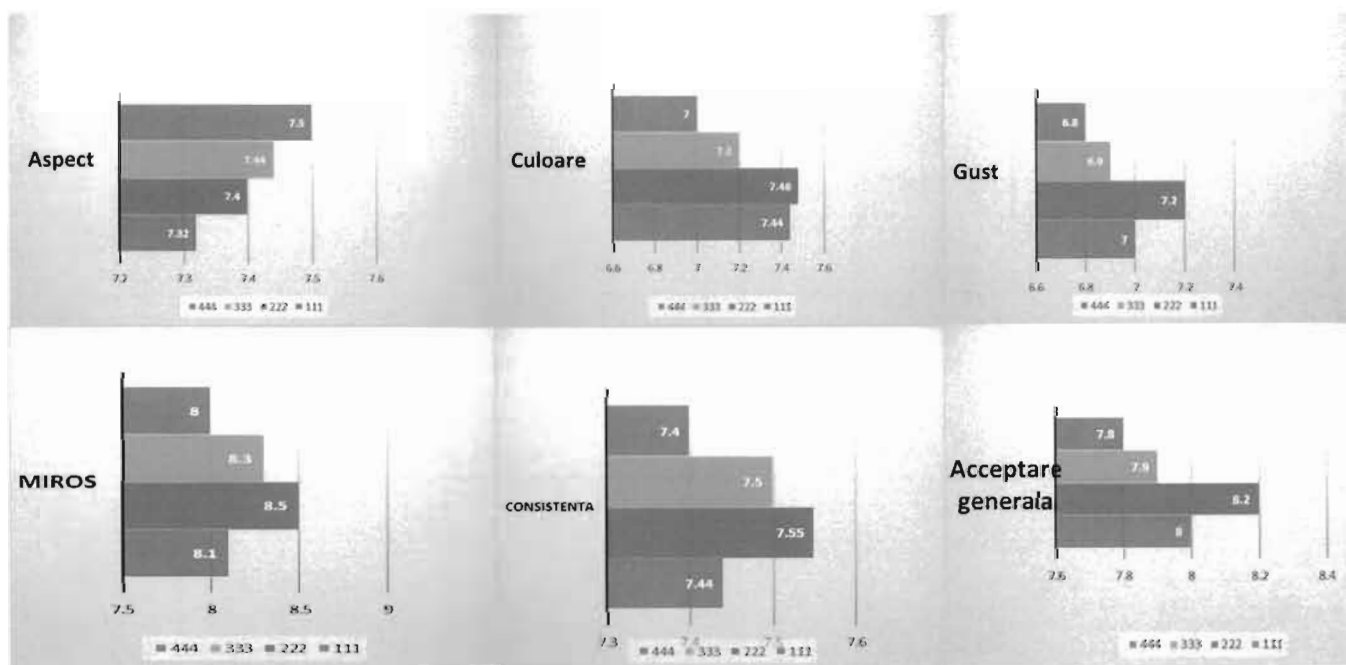 7.5
7.44
Aspect
7.4
7.32
7.2 7.3 7.4 7.5 7.6
444 333 222 111
7
7.2
Culoare
7.48
7.44
6.6 6.8 7 7.2 7.4 7.6
444 333 222 111
6.8
6.9
Gust
7.2
7
6.6 6.8 7 7.2 7.4
444 333 222 111
8
8.3
MIROS
8.5
8.1
7.5 8 8.5 9
444 333 222 111
7.4
7.5
CONSISTENTA
7.55
7.44
7.3 7.4 7.5 7.6
444 333 222 111
7.8
7.9
Acceptare
generala
8.2
8
7.6 7.8 8 8.2 8.4
444 333 222 111